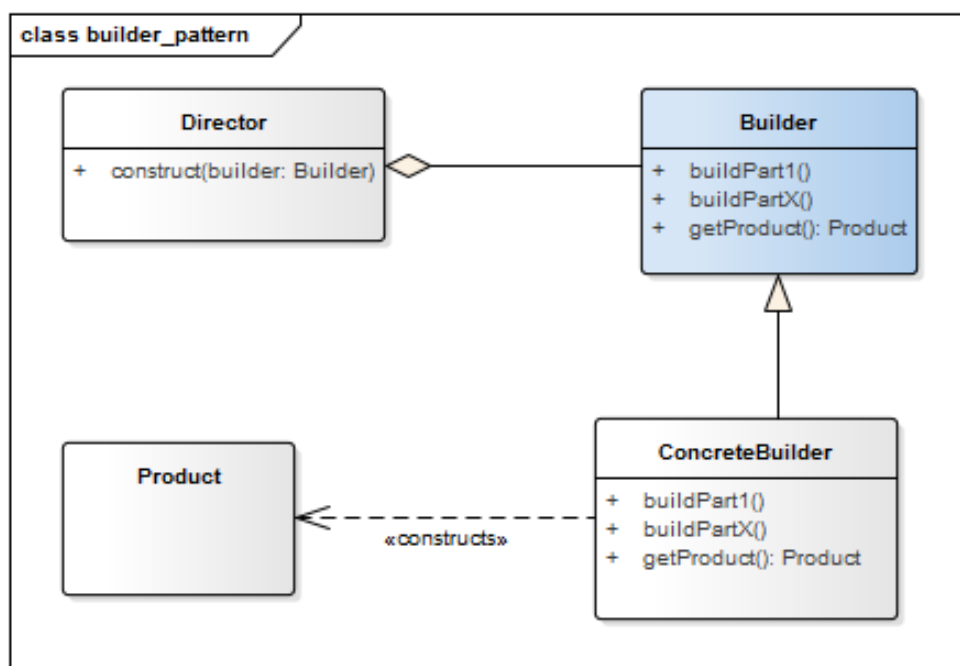 class builder_pattern
Director
+ construct(builder: Builder)
Builder
+ buildPart1()
+ buildPartX()
+ getProduct(): Product
Product
«constructs»
ConcreteBuilder
+ buildPart1()
+ buildPartX()
+ getProduct(): Product